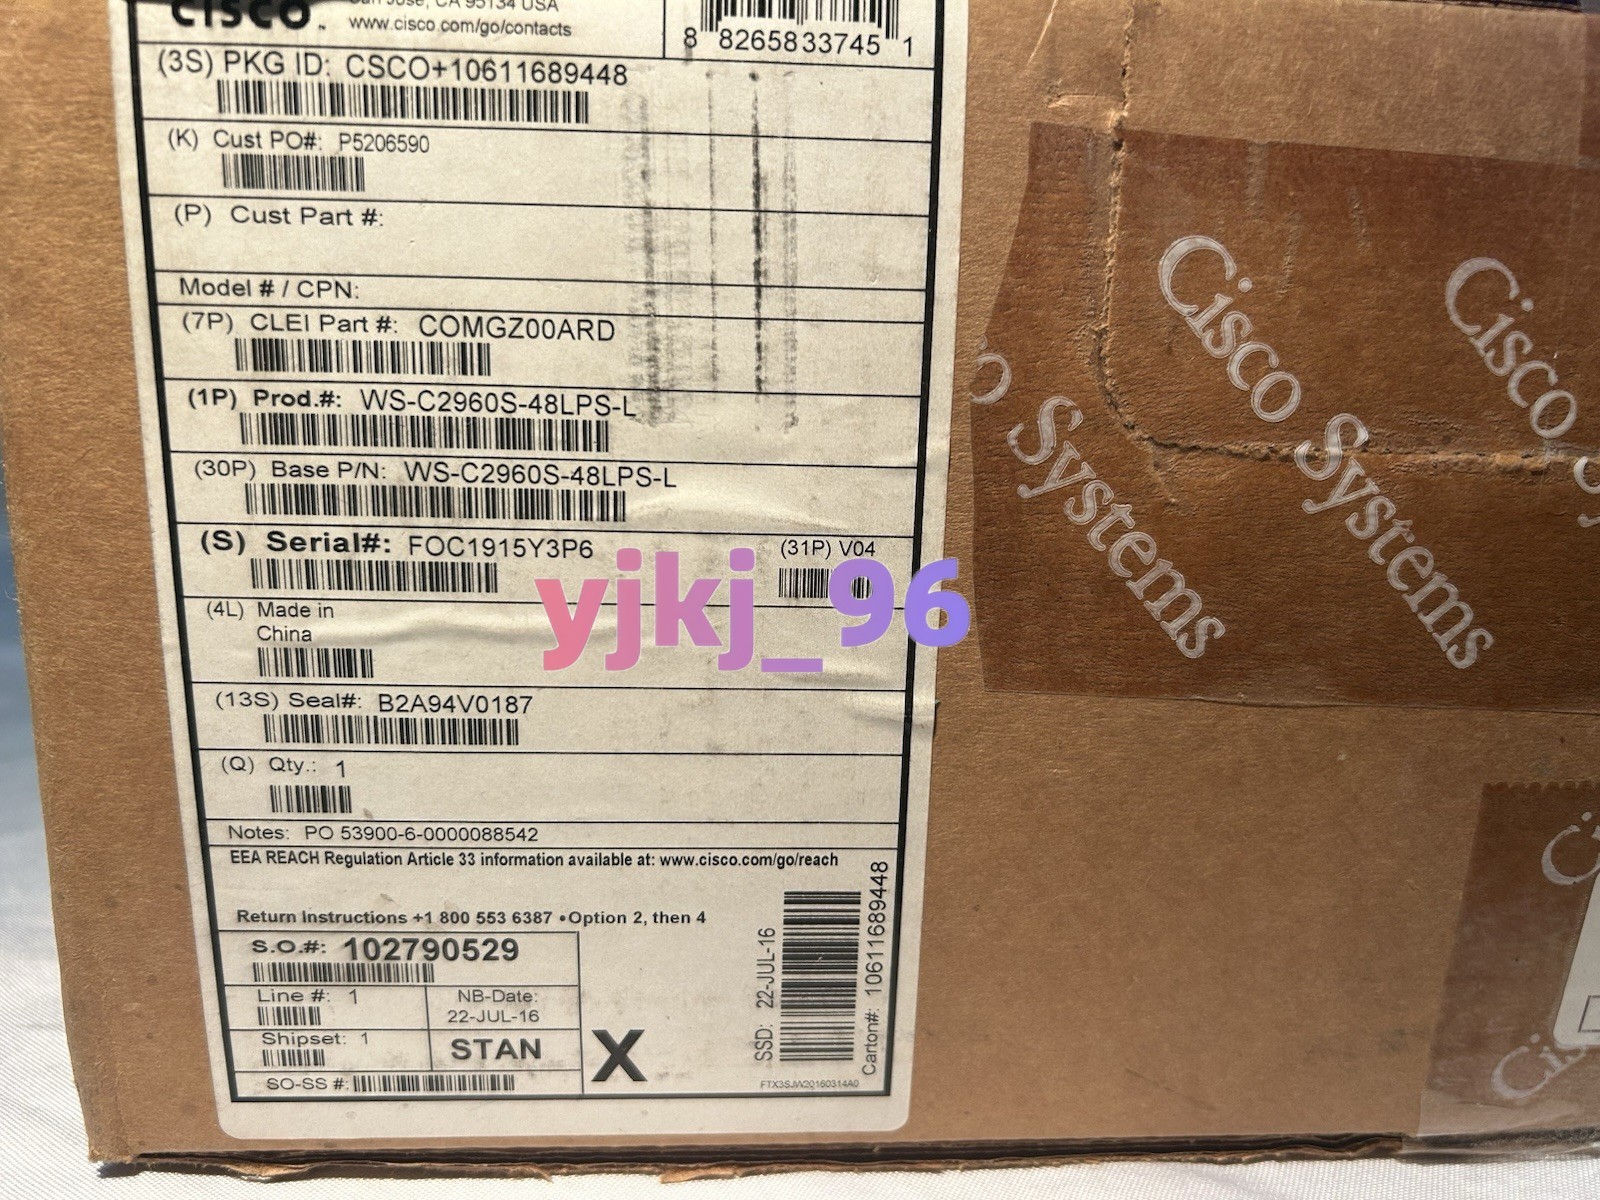 CISCO
San Jose, CA 95134 USA
www.cisco.com/go/contacts
8 82658 33745 1
(3S) PKG ID: CSCO+10611689448
(K) Cust PO#: P5206590
(P) Cust Part #:
Model # / CPN:
(7P) CLEI Part #: COMGZ00ARD
(1P) Prod.#: WS-C2960S-48LPS-L
(30P) Base P/N: WS-C2960S-48LPS-L
(S) Serial#: FOC1915Y3P6
(31P) V04
yjkj_96
(4L) Made in
China
(13S) Seal#: B2A94V0187
(Q) Qty.: 1
Notes: PO 53900-6-0000088542
EEA REACH Regulation Article 33 information available at: www.cisco.com/go/reach
Return Instructions +1 800 553 6387 •Option 2, then 4
S.O.#: 102790529
Line #: 1
NB-Date:
22-JUL-16
Shipset: 1
STAN
SO-SS #:
X
SSD: 22-JUL-16
Carton#: 10611689448
FTX3SJW20160314A0
Cisco Systems
Cisco Systems